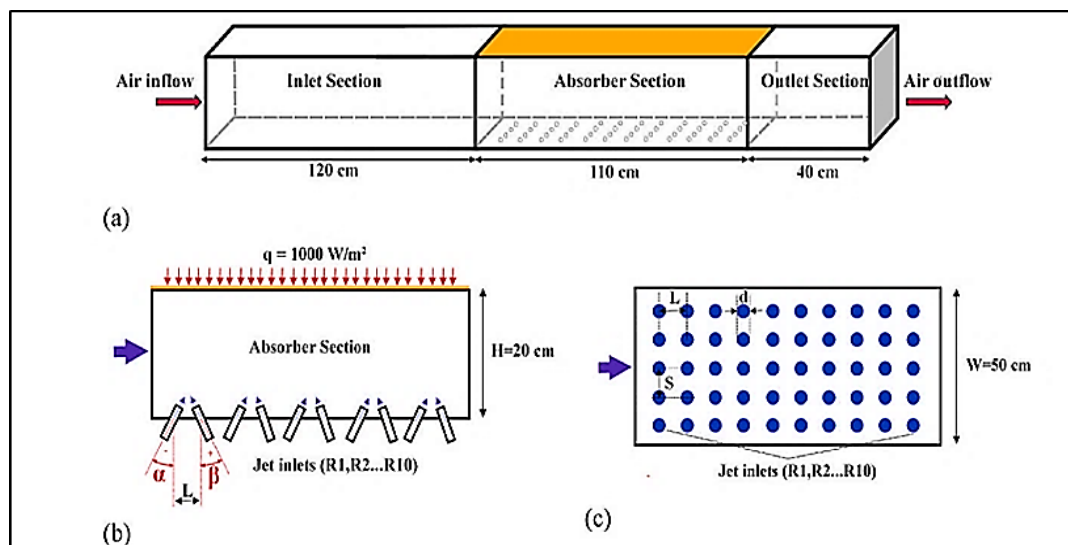 Air inflow
Inlet Section
Absorber Section
Outlet Section
Air outflow
120 cm
110 cm
40 cm
(a)
q = 1000 W/m²
Absorber Section
H=20 cm
- +
α β
L
Jet inlets (R1,R2...R10)
(b)
L d
S
W=50 cm
Jet inlets (R1,R2...R10)
(c)